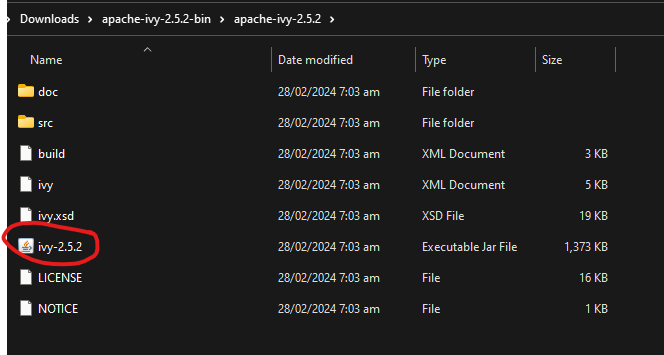 Downloads > apache-ivy-2.5.2-bin > apache-ivy-2.5.2 >
Name Date modified Type Size
doc 28/02/2024 7:03 am File folder
src 28/02/2024 7:03 am File folder
build 28/02/2024 7:03 am XML Document 3 KB
ivy 28/02/2024 7:03 am XML Document 5 KB
ivy.xsd 28/02/2024 7:03 am XSD File 19 KB
ivy-2.5.2 28/02/2024 7:03 am Executable Jar File 1,373 KB
LICENSE 28/02/2024 7:03 am File 16 KB
NOTICE 28/02/2024 7:03 am File 1 KB